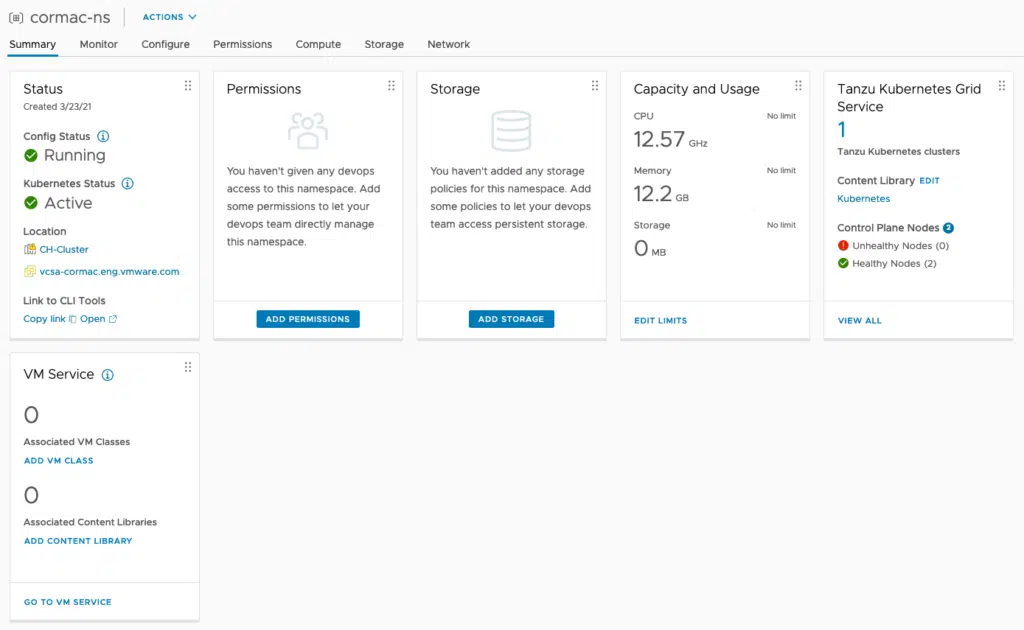 cormac-ns
ACTIONS
Summary Monitor Configure Permissions Compute Storage Network
Status
Created 3/23/21
Config Status
Running
Kubernetes Status
Active
Location
CH-Cluster
vcsa-cormac.eng.vmware.com
Link to CLI Tools
Copy link Open
Permissions
You haven't given any devops
access to this namespace. Add
some permissions to let your
devops team directly manage
this namespace.
ADD PERMISSIONS
Storage
You haven't added any storage
policies for this namespace. Add
some policies to let your devops
team access persistent storage.
ADD STORAGE
Capacity and Usage
CPU No limit
12.57 GHz
Memory No limit
12.2 GB
Storage No limit
0 MB
EDIT LIMITS
Tanzu Kubernetes Grid
Service
1
Tanzu Kubernetes clusters
Content Library EDIT
Kubernetes
Control Plane Nodes 2
Unhealthy Nodes (0)
Healthy Nodes (2)
VIEW ALL
VM Service
0
Associated VM Classes
ADD VM CLASS
0
Associated Content Libraries
ADD CONTENT LIBRARY
GO TO VM SERVICE